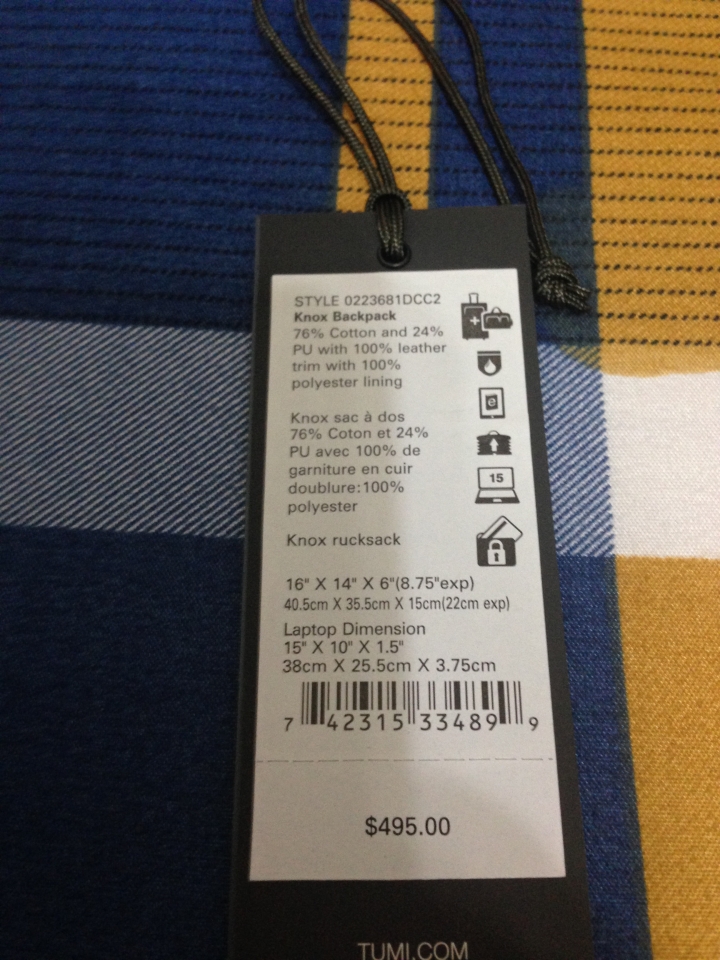 STYLE 0223681DCC2
Knox Backpack
76% Cotton and 24%
PU with 100% leather
trim with 100%
polyester lining
Knox sac à dos
76% Coton et 24%
PU avec 100% de
garniture en cuir
doublure:100%
polyester
Knox rucksack
e
15
16" X 14" X 6"(8.75"exp)
40.5cm X 35.5cm X 15cm(22cm exp)
Laptop Dimension
15" X 10" X 1.5"
38cm X 25.5cm X 3.75cm
7 42315 33489 9
$495.00
TUMI.COM